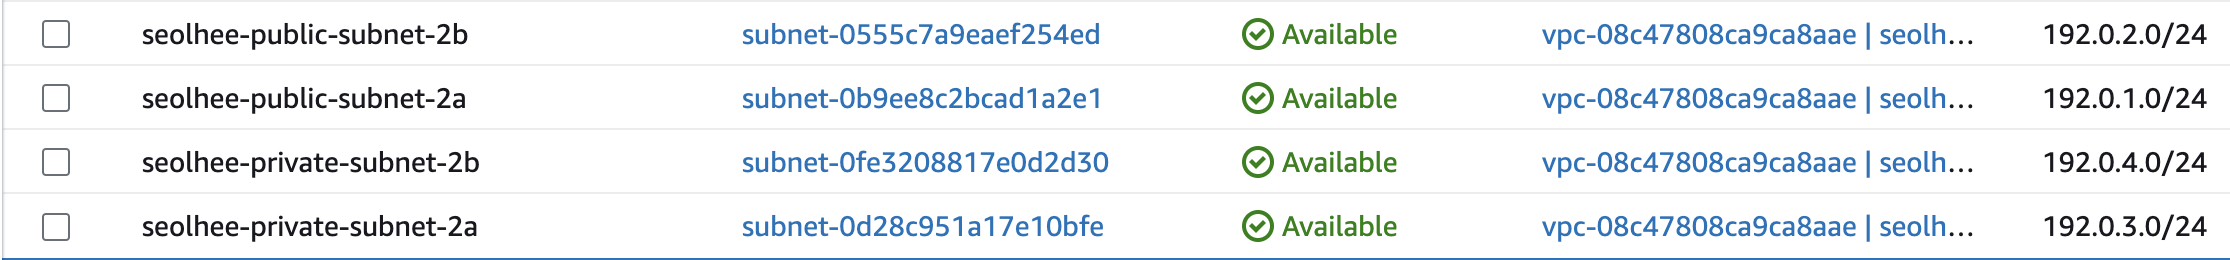 seolhee-public-subnet-2b subnet-0555c7a9eaef254ed Available vpc-08c47808ca9ca8aae | seolh... 192.0.2.0/24
seolhee-public-subnet-2a subnet-0b9ee8c2bcad1a2e1 Available vpc-08c47808ca9ca8aae | seolh... 192.0.1.0/24
seolhee-private-subnet-2b subnet-0fe3208817e0d2d30 Available vpc-08c47808ca9ca8aae | seolh... 192.0.4.0/24
seolhee-private-subnet-2a subnet-0d28c951a17e10bfe Available vpc-08c47808ca9ca8aae | seolh... 192.0.3.0/24